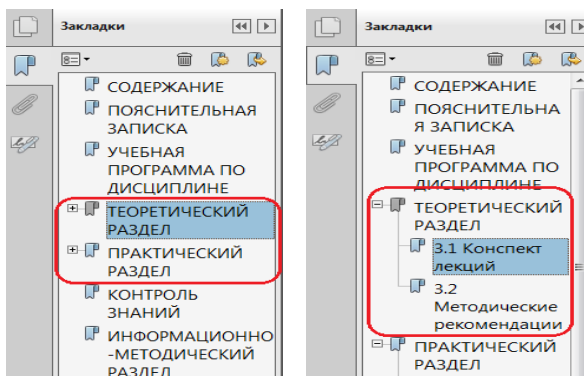 Закладки
СОДЕРЖАНИЕ
ПОЯСНИТЕЛЬНАЯ
ЗАПИСКА
УЧЕБНАЯ
ПРОГРАММА ПО
ДИСЦИПЛИНЕ
ТЕОРЕТИЧЕСКИЙ
РАЗДЕЛ
ПРАКТИЧЕСКИЙ
РАЗДЕЛ
КОНТРОЛЬ
ЗНАНИЙ
ИНФОРМАЦИОННО
-МЕТОДИЧЕСКИЙ
РАЗДЕЛ
Закладки
СОДЕРЖАНИЕ
ПОЯСНИТЕЛЬНА
Я ЗАПИСКА
УЧЕБНАЯ
ПРОГРАММА ПО
ДИСЦИПЛИНЕ
ТЕОРЕТИЧЕСКИЙ
РАЗДЕЛ
3.1 Конспект
лекций
3.2
Методические
рекомендации
ПРАКТИЧЕСКИЙ
РАЗДЕЛ